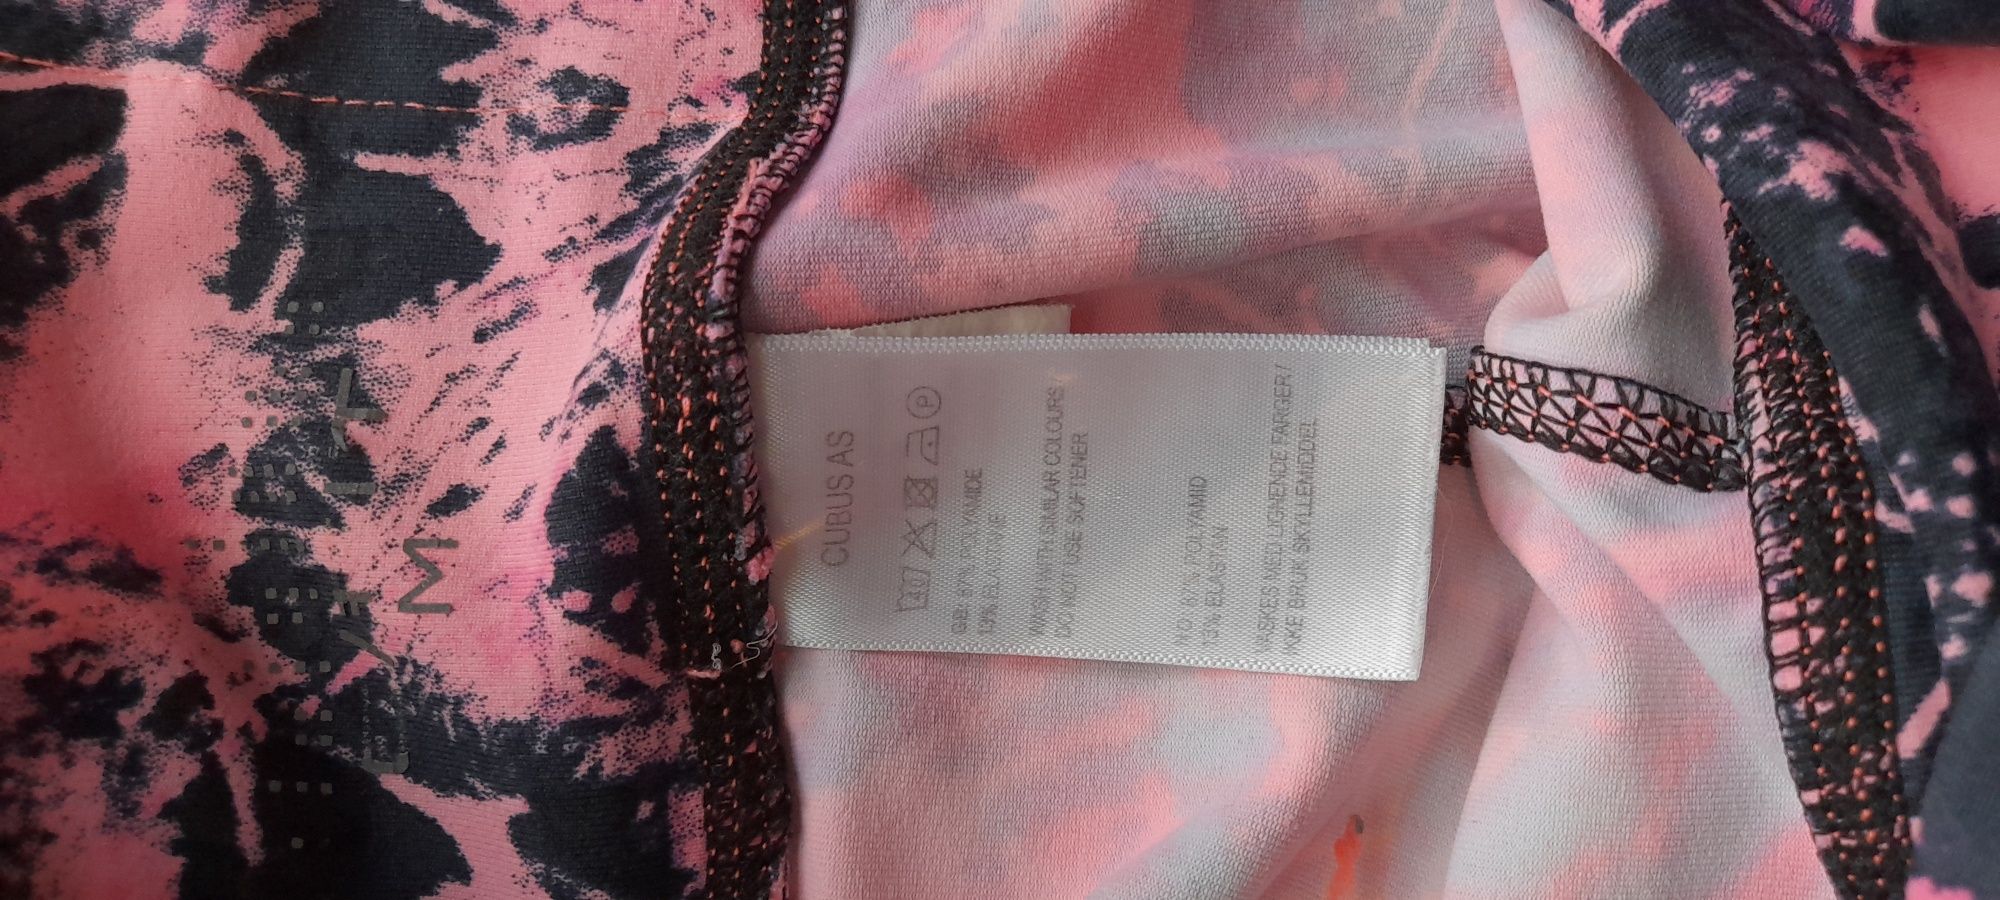 M
CUBUS AS
GB: 87% POLYAMIDE
13% ELASTANE
WASH WITH SIMILAR COLOURS
DO NOT USE SOFTENER
NO: 87% POLYAMID
13% ELASTAN
VASKES MED LIGNENDE FARGER /
IKKE BRUK SKYLLEMIDDEL